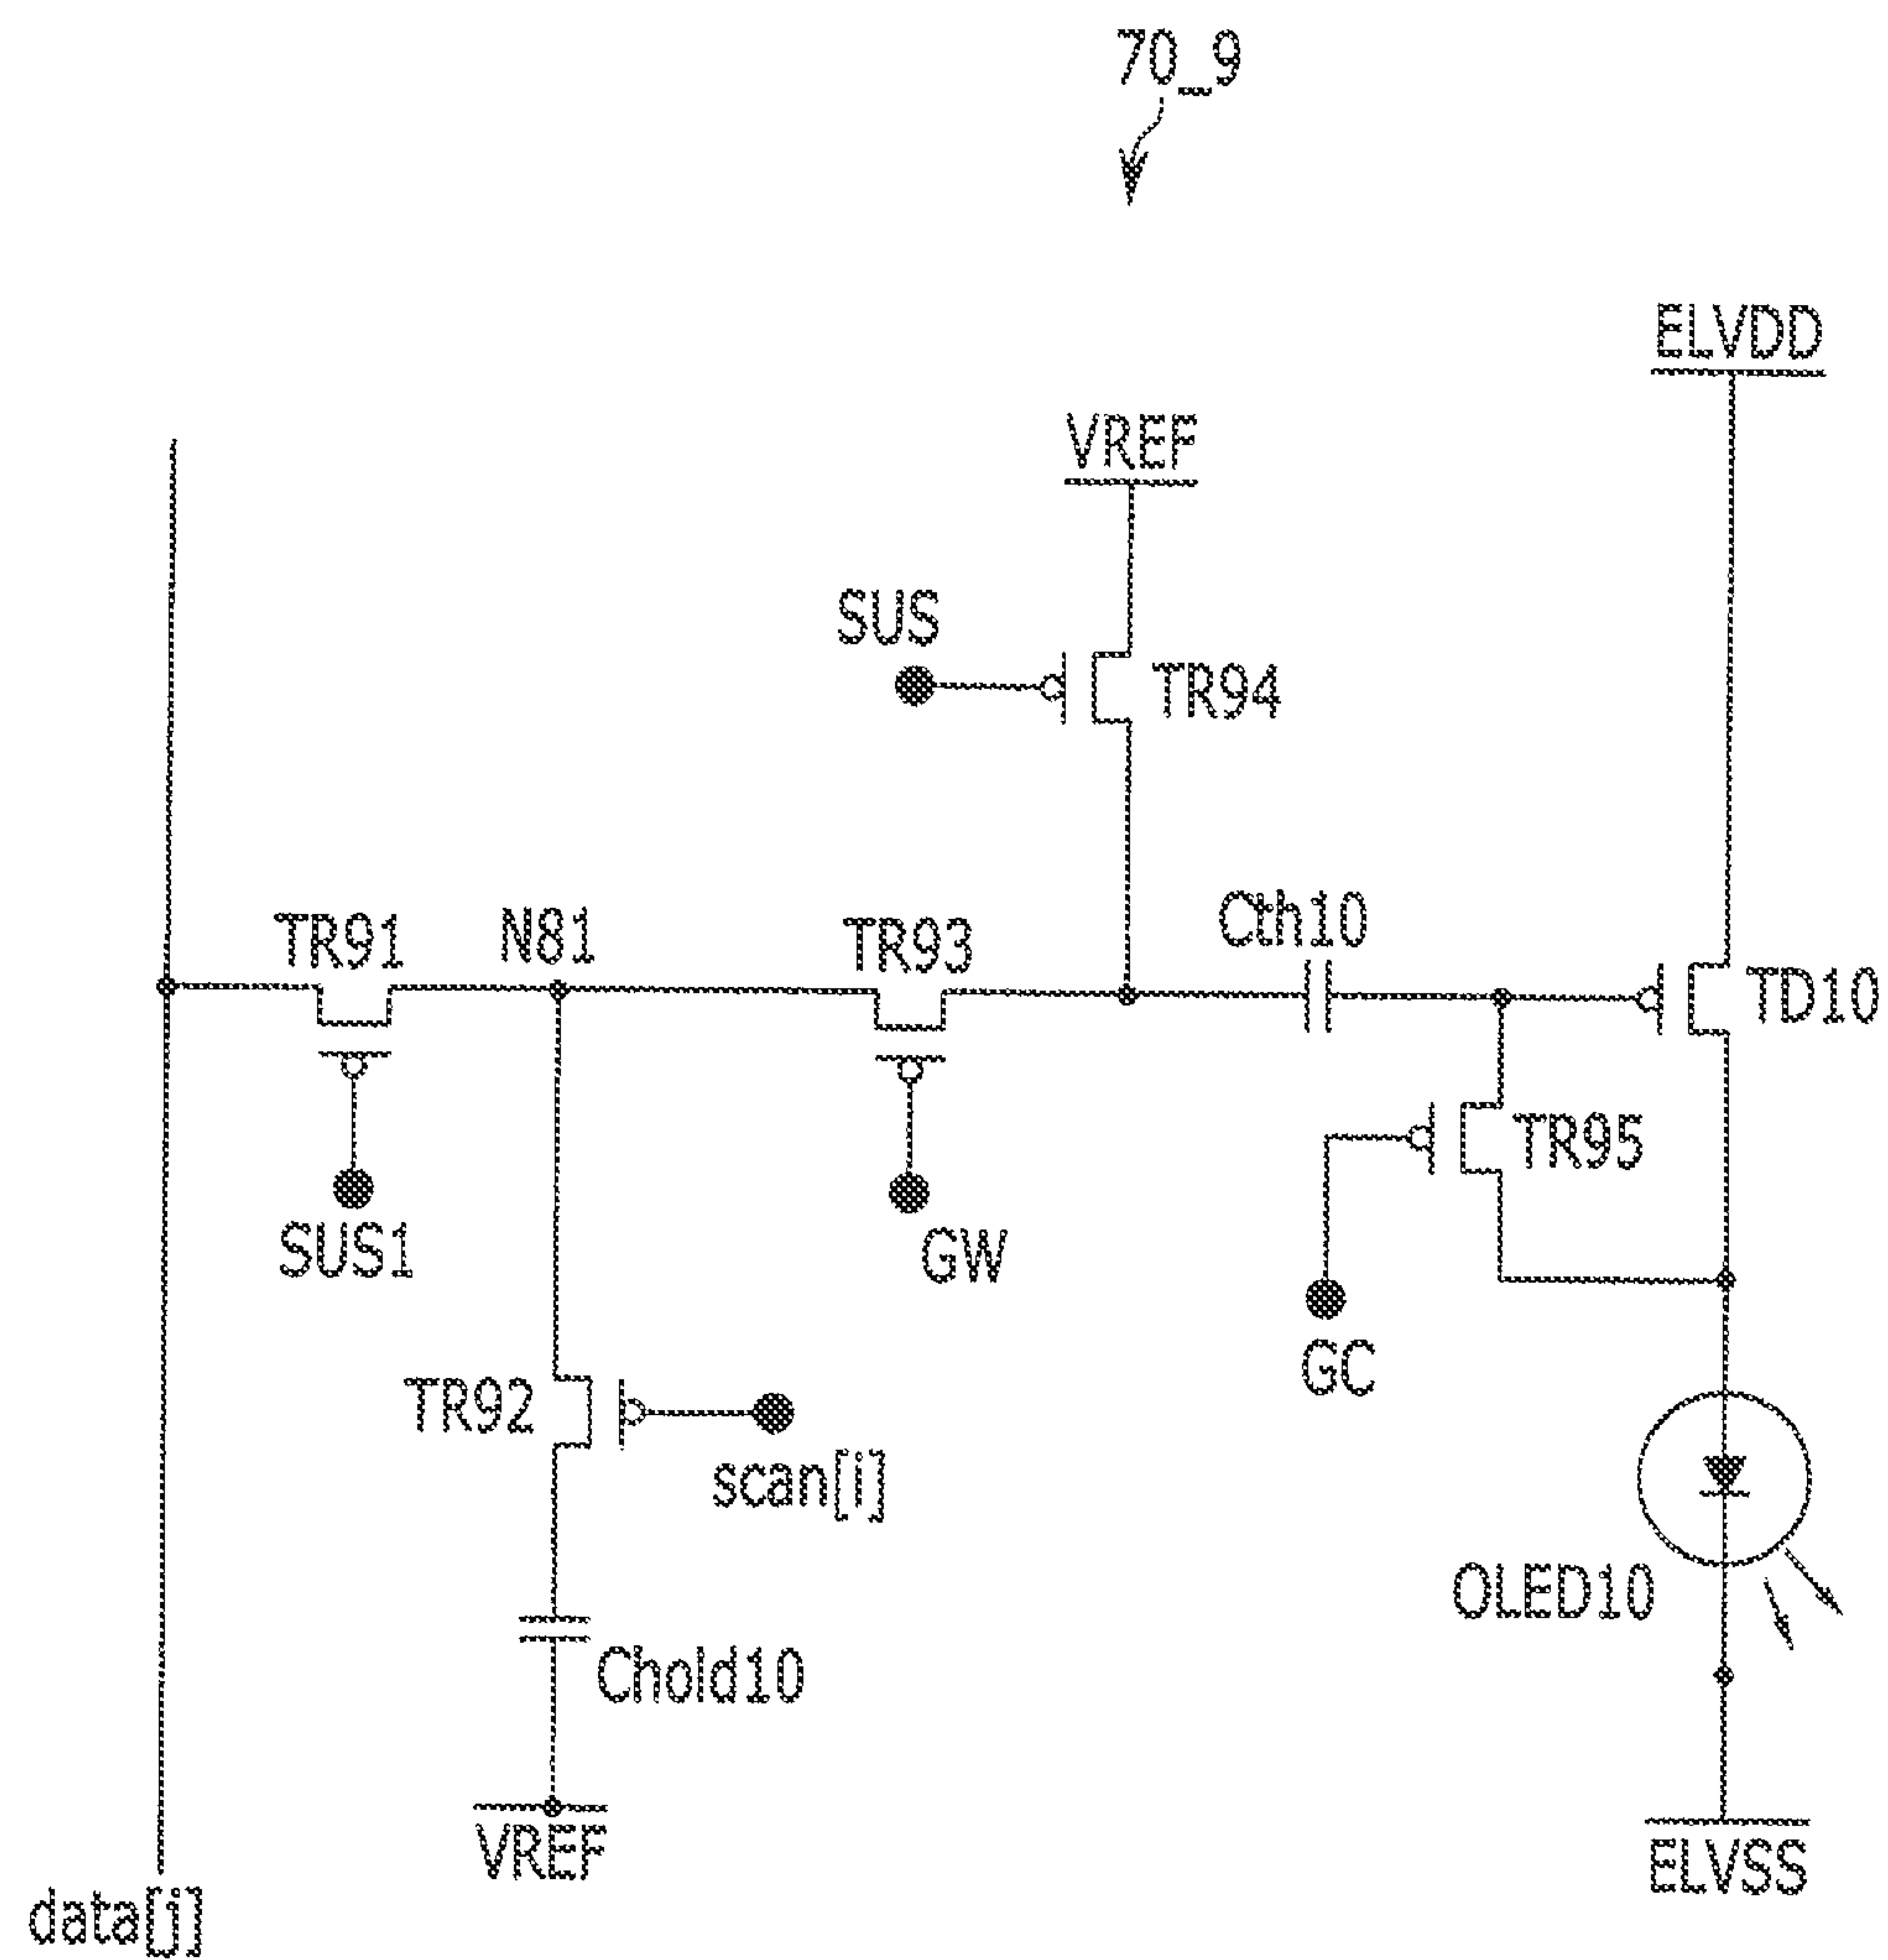 70_9
ELVDD
VREF
SUS
TR94
Cth10
TR91
N81
TR93
TD10
TR95
SUS1
GW
GC
TR92
scan[i]
OLED10
Chold10
VREF
ELVSS
data[j]